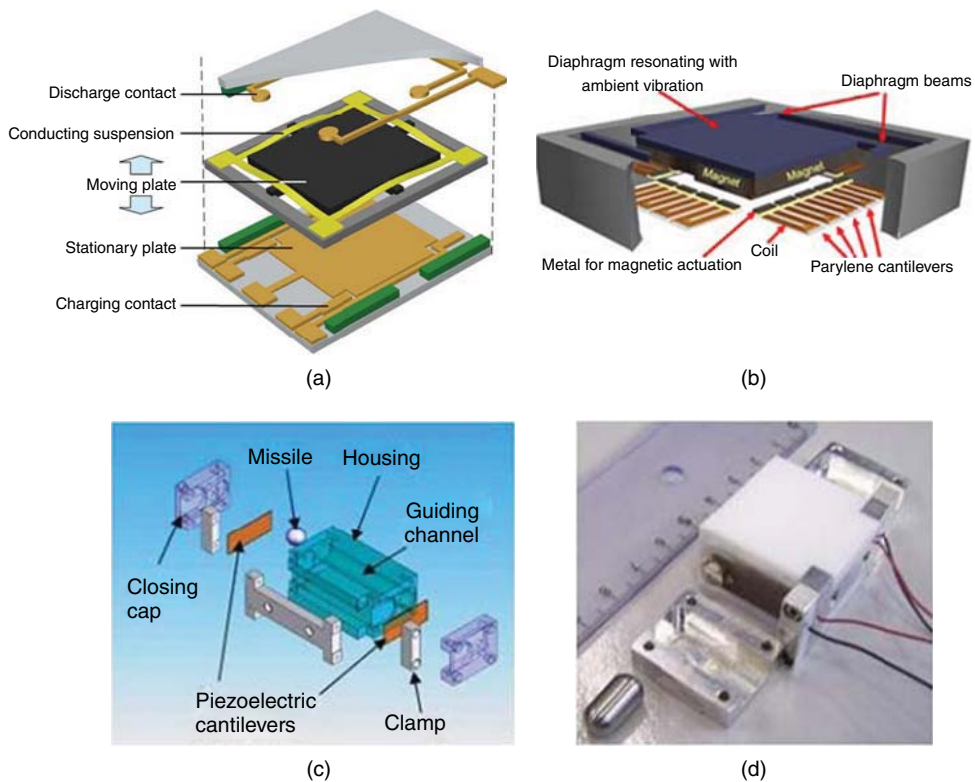 Discharge contact
Conducting suspension
Moving plate
Stationary plate
Charging contact
(a)
Diaphragm resonating with
ambient vibration
Diaphragm beams
Magnet
Magnet
Metal for magnetic actuation
Coil
Parylene cantilevers
(b)
Missile
Housing
Guiding
channel
Closing
cap
Piezoelectric
cantilevers
Clamp
(c)
(d)